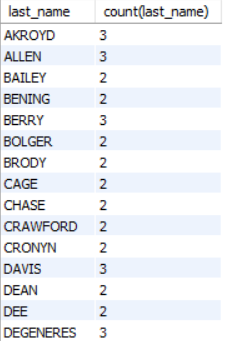 last_name count(last_name)
AKROYD 3
ALLEN 3
BAILEY 2
BENING 2
BERRY 3
BOLGER 2
BRODY 2
CAGE 2
CHASE 2
CRAWFORD 2
CRONYN 2
DAVIS 3
DEAN 2
DEE 2
DEGENERES 3